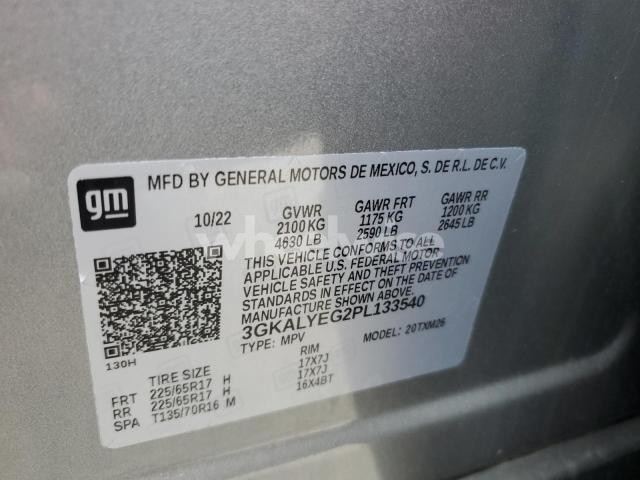 gm
MFD BY GENERAL MOTORS DE MEXICO, S. DE R.L. DE C.V.
10/22 GVWR GAWR FRT GAWR RR
2100 KG 1175 KG 1200 KG
4630 LB 2590 LB 2645 LB
THIS VEHICLE CONFORMS TO ALL
APPLICABLE U.S. FEDERAL MOTOR
VEHICLE SAFETY AND THEFT PREVENTION
STANDARDS IN EFFECT ON THE DATE OF
MANUFACTURE SHOWN ABOVE.
3GKALYEG2PL133540
TYPE: MPV MODEL: 20TXM26
130H
TIRE SIZE RIM
FRT 225/65R17 H 17X7J
RR 225/65R17 H 17X7J
SPA T135/70R16 M 16X4BT